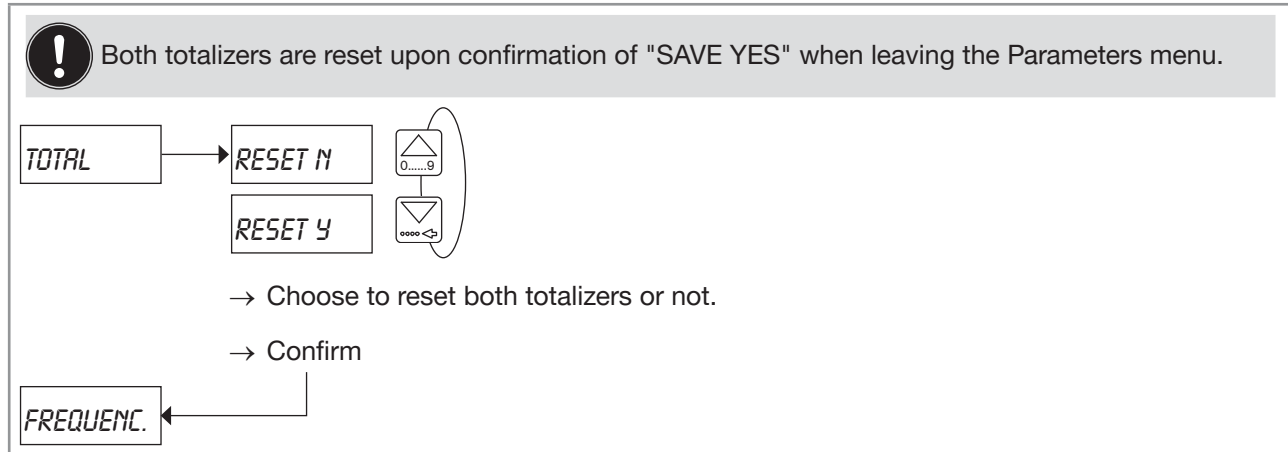 Both totalizers are reset upon confirmation of "SAVE YES" when leaving the Parameters menu.
TOTAL
RESET N
0......9
RESET Y
→ Choose to reset both totalizers or not.
→ Confirm
FREQUENC.